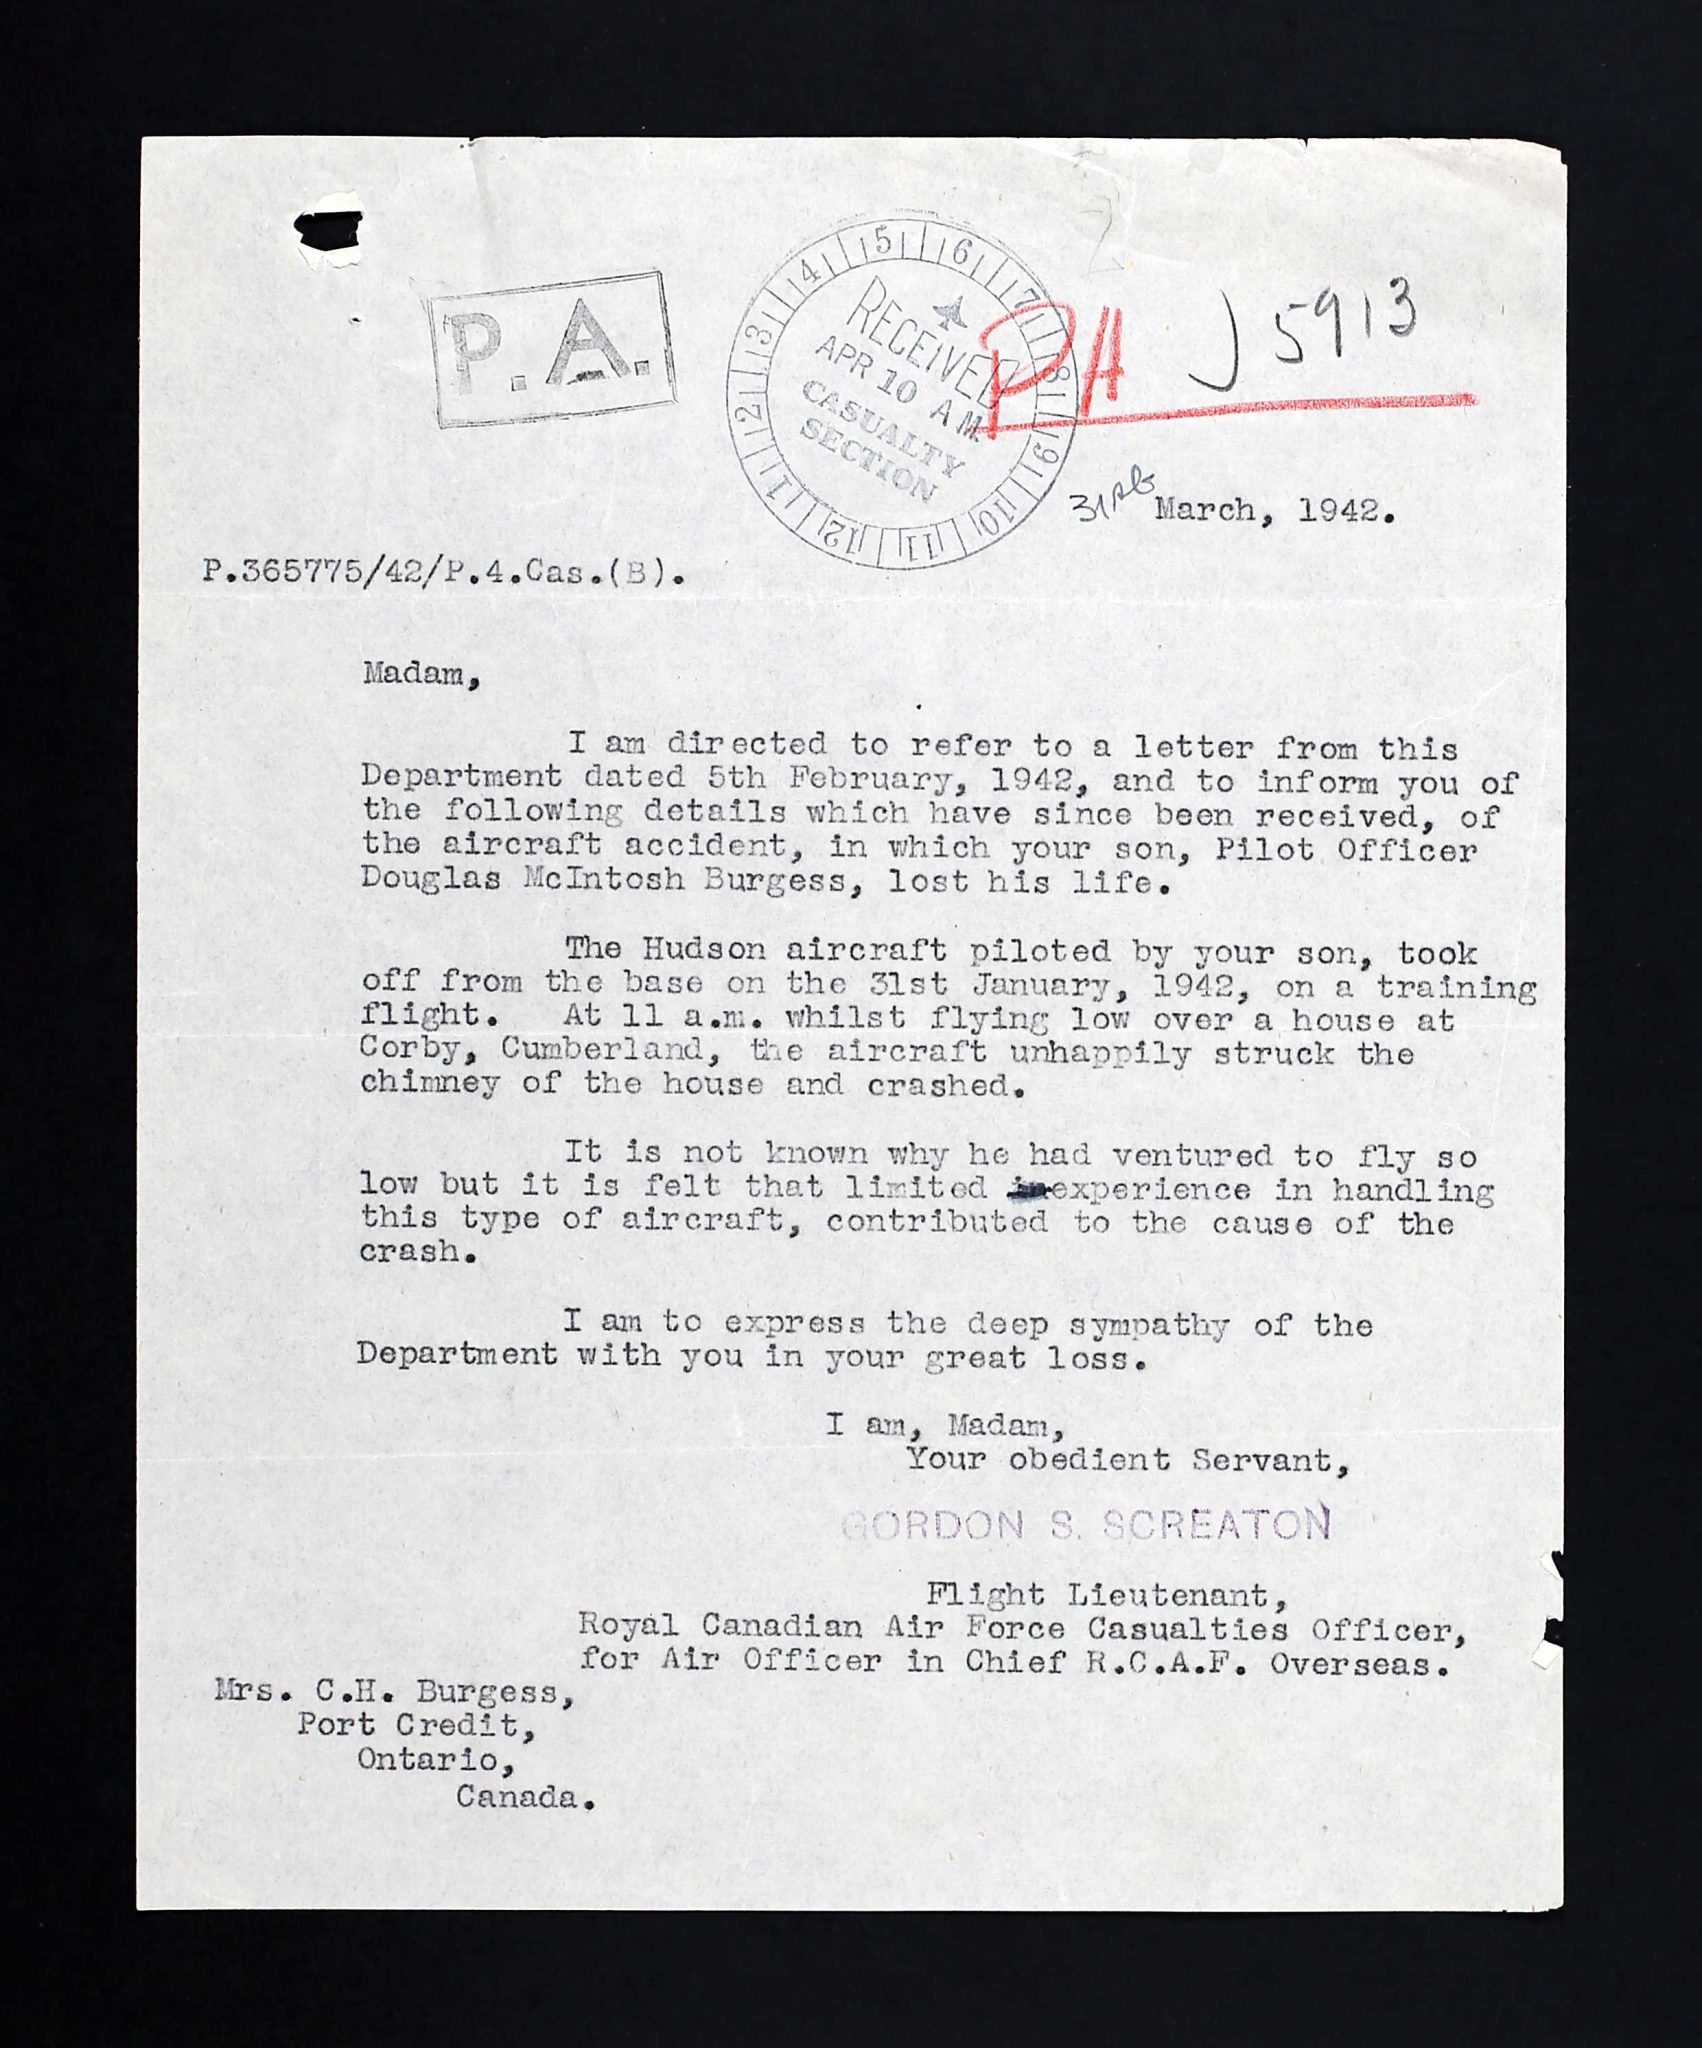 P. A.
5 6 7 8 9 10 11 12 1 2 3 4
RECEIVED
APR 10 A M.
CASUALTY
SECTION
PA
J 5913
31st March, 1942.
P.365775/42/P.4.Cas.(B).
Madam,
I am directed to refer to a letter from this
Department dated 5th February, 1942, and to inform you of
the following details which have since been received, of
the aircraft accident, in which your son, Pilot Officer
Douglas McIntosh Burgess, lost his life.
The Hudson aircraft piloted by your son, took
off from the base on the 31st January, 1942, on a training
flight. At 11 a.m. whilst flying low over a house at
Corby, Cumberland, the aircraft unhappily struck the
chimney of the house and crashed.
It is not known why he had ventured to fly so
low but it is felt that limited experience in handling
this type of aircraft, contributed to the cause of the
crash.
I am to express the deep sympathy of the
Department with you in your great loss.
I am, Madam,
Your obedient Servant,
GORDON S. SCREATON
Flight Lieutenant,
Royal Canadian Air Force Casualties Officer,
for Air Officer in Chief R.C.A.F. Overseas.
Mrs. C.H. Burgess,
Port Credit,
Ontario,
Canada.